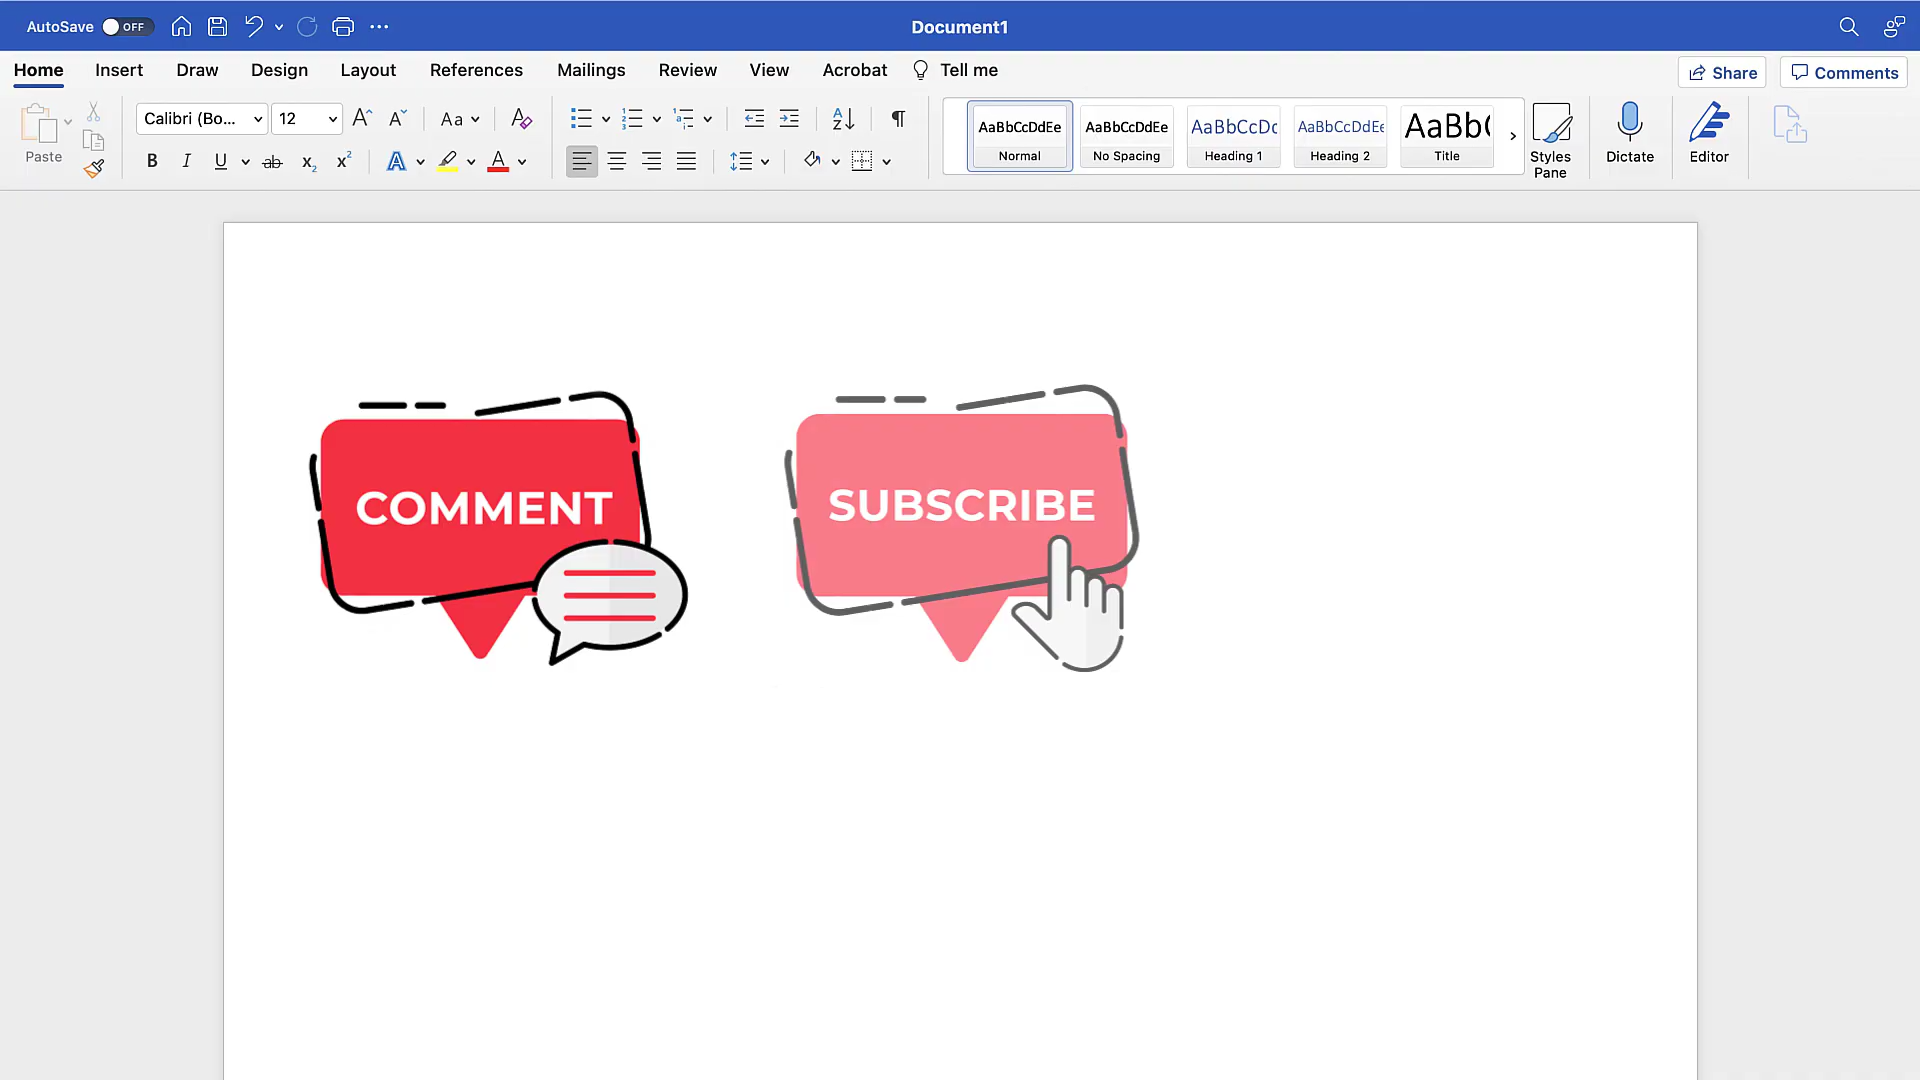 AutoSave OFF Document1
Home Insert Draw Design Layout References Mailings Review View Acrobat Tell me Share Comments
Paste Calibri (Bo... 12 Aa AaBbCcDdEe AaBbCcDdEe AaBbCcDc AaBbCcDdEe AaBb(
Normal No Spacing Heading 1 Heading 2 Title Styles Pane Dictate Editor
COMMENT SUBSCRIBE